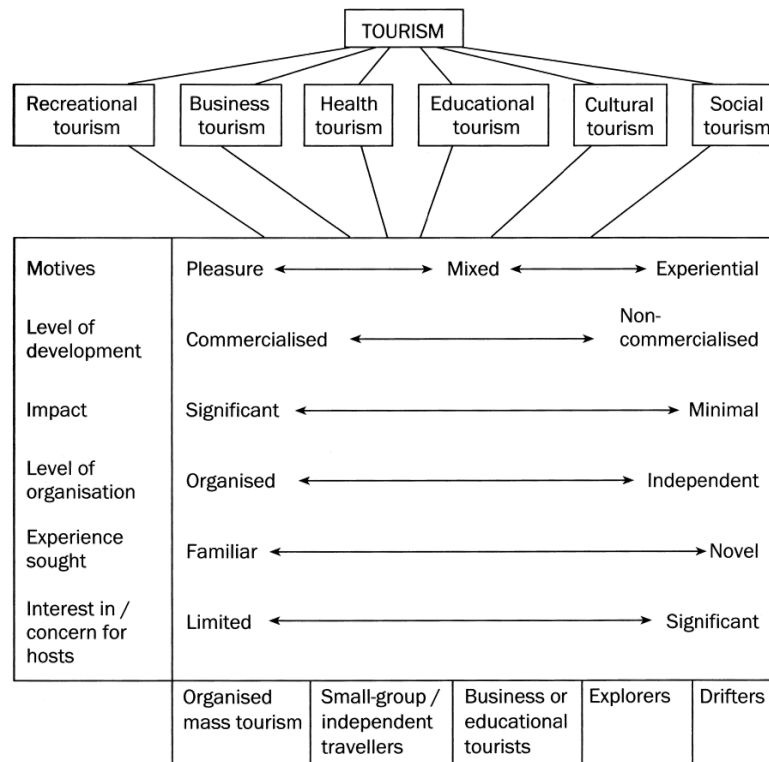 TOURISM
Recreational
tourism
Business
tourism
Health
tourism
Educational
tourism
Cultural
tourism
Social
tourism
Motives
Pleasure
Mixed
Experiential
Level of
development
Commercialised
Non-
commercialised
Impact
Significant
Minimal
Level of
organisation
Organised
Independent
Experience
sought
Familiar
Novel
Interest in /
concern for
hosts
Limited
Significant
Organised
mass tourism
Small-group /
independent
travellers
Business or
educational
tourists
Explorers
Drifters